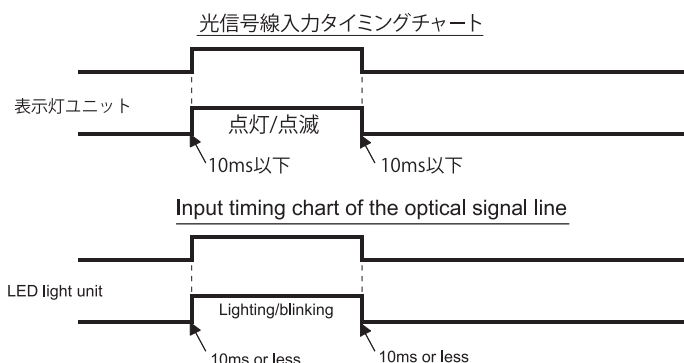 光信号線入力タイミングチャート
表示灯ユニット
点灯/点滅
10ms以下
10ms以下
Input timing chart of the optical signal line
LED light unit
Lighting/blinking
10ms or less
10ms or less